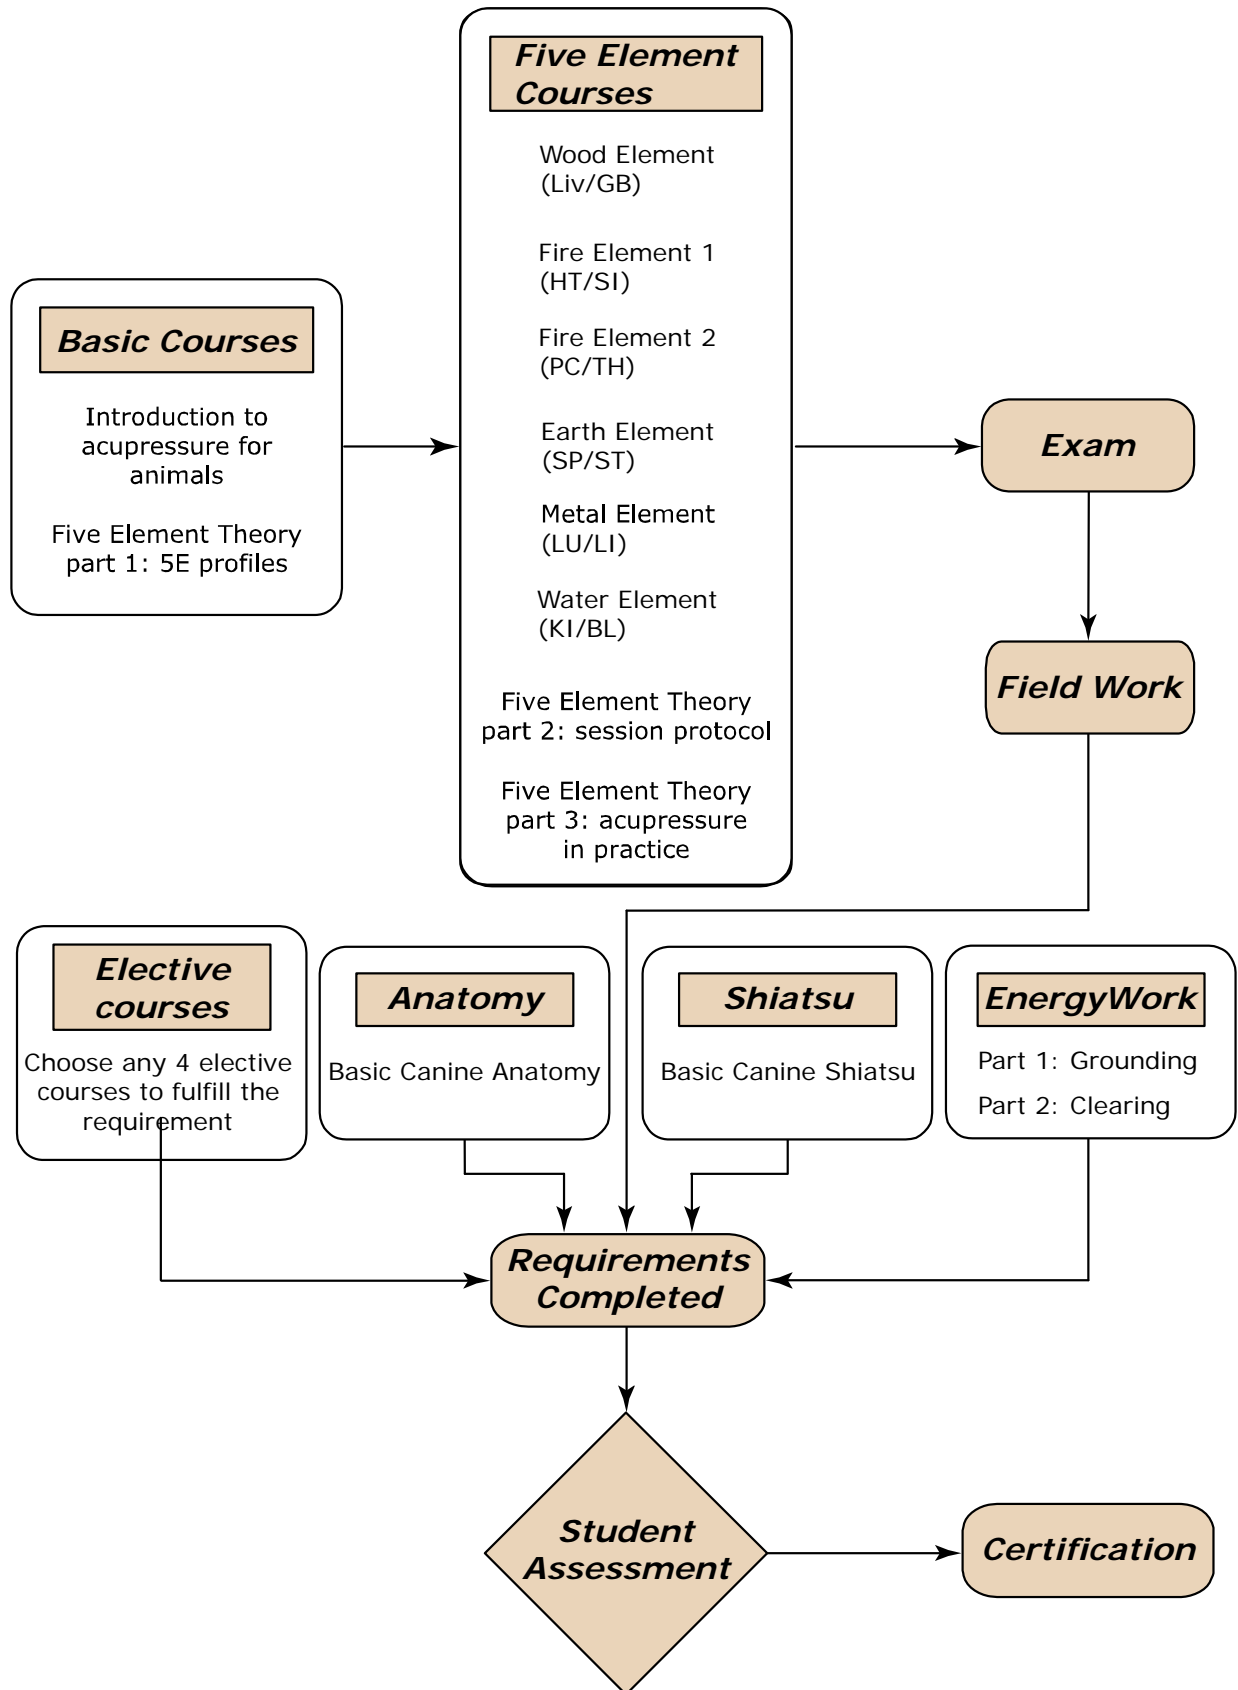 Five Element
Courses
Wood Element
(Liv/GB)
Fire Element 1
(HT/SI)
Fire Element 2
(PC/TH)
Earth Element
(SP/ST)
Metal Element
(LU/LI)
Water Element
(KI/BL)
Five Element Theory
part 2: session protocol
Five Element Theory
part 3: acupressure
in practice
Basic Courses
Introduction to
acupressure for
animals
Five Element Theory
part 1: 5E profiles
Exam
Field Work
Elective
courses
Choose any 4 elective
courses to fulfill the
requirement
Anatomy
Basic Canine Anatomy
Shiatsu
Basic Canine Shiatsu
EnergyWork
Part 1: Grounding
Part 2: Clearing
Requirements
Completed
Student
Assessment
Certification